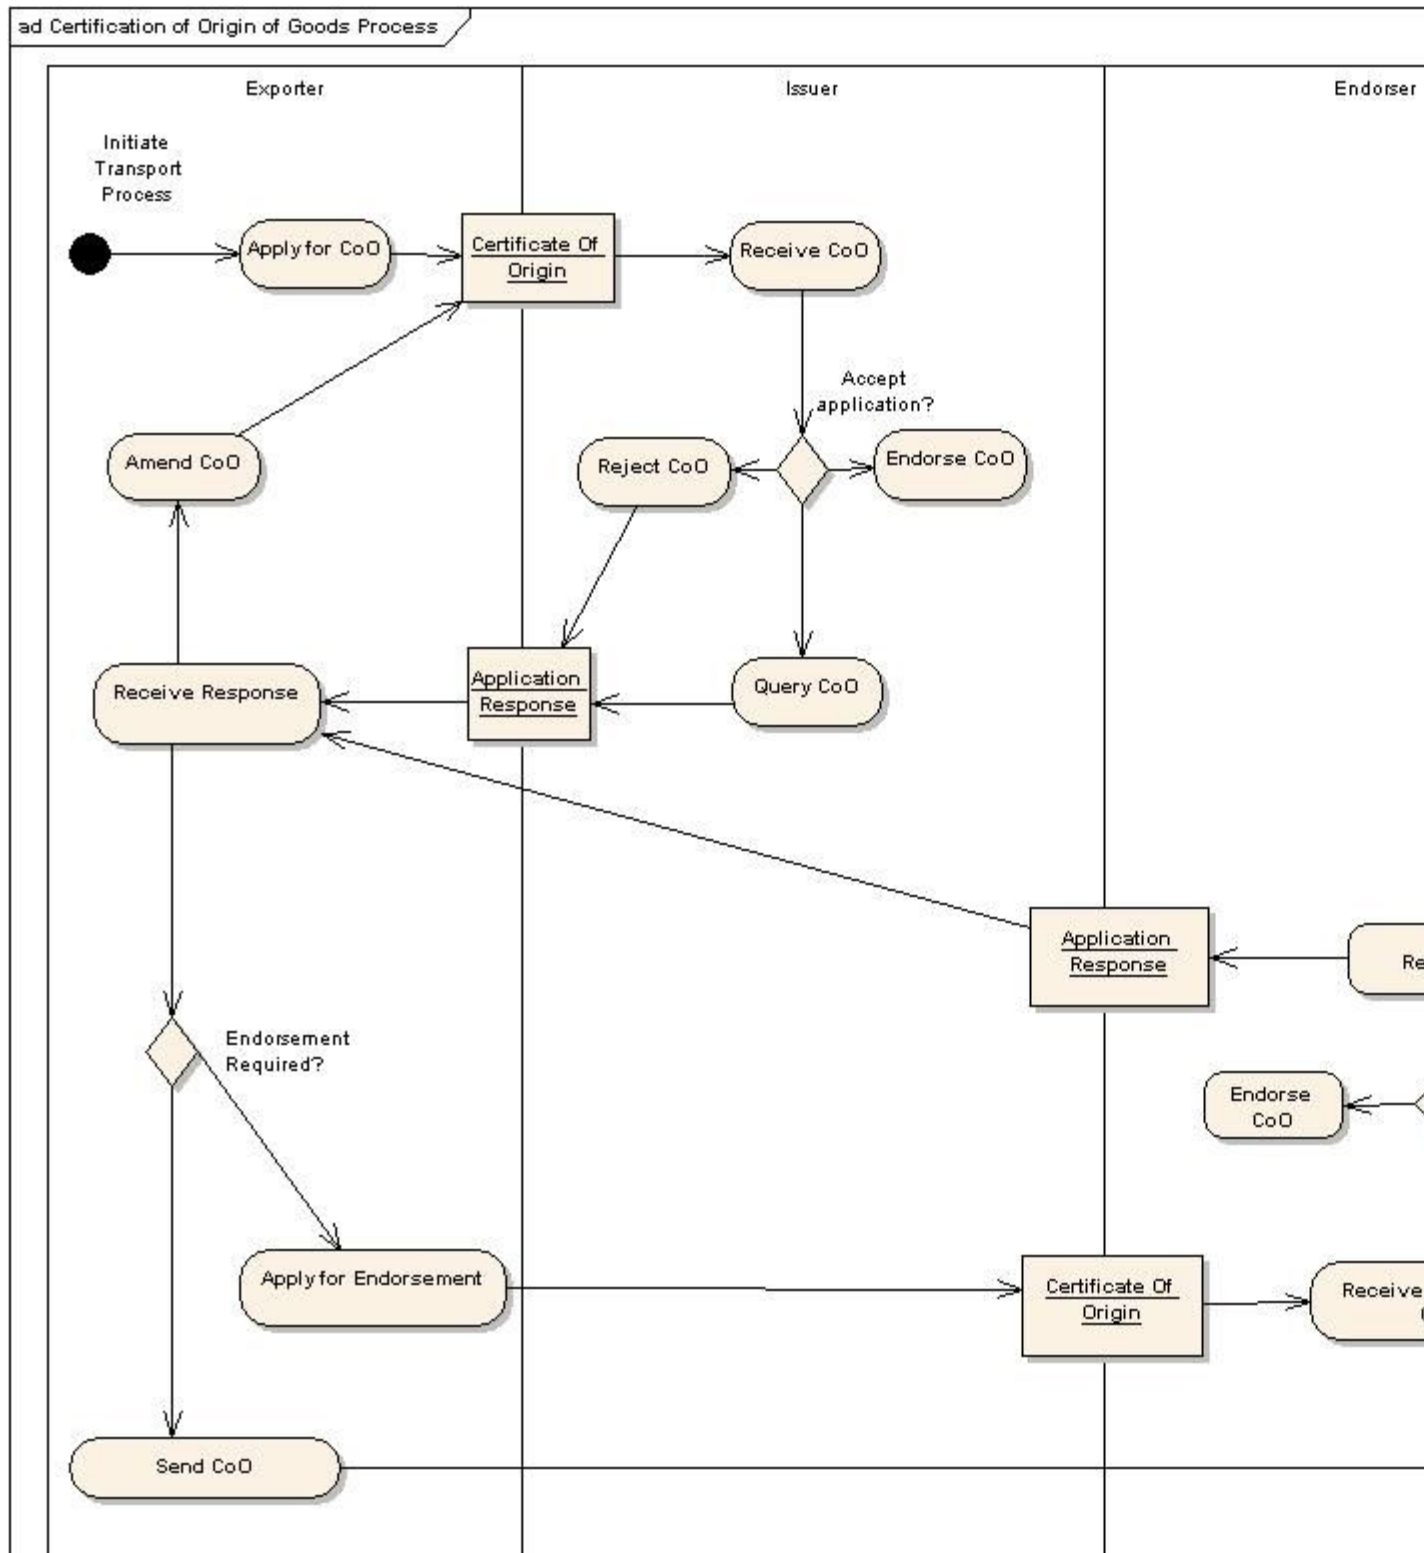 ad Certification of Origin of Goods Process
Exporter
Issuer
Endorser
Initiate
Transport
Process
Apply for CoO
Certificate Of
Origin
Receive CoO
Accept
application?
Amend CoO
Reject CoO
Endorse CoO
Receive Response
Application
Response
Query CoO
Application
Response
Re
Endorsement
Required?
Endorse
CoO
Apply for Endorsement
Certificate Of
Origin
Receive
Send CoO